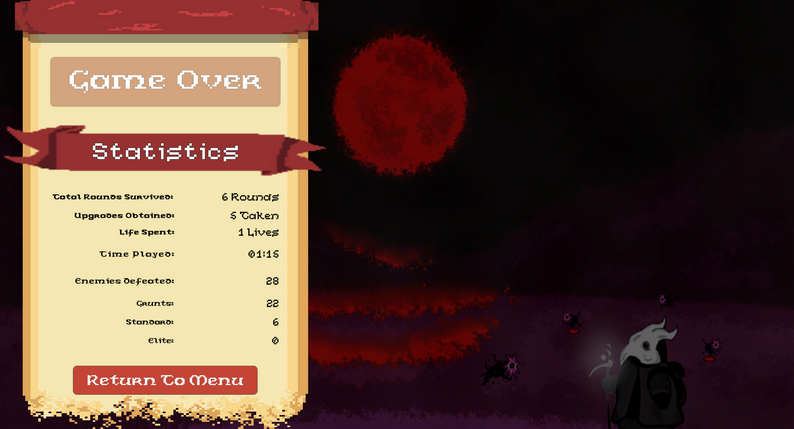 Game Over
Statistics
Total Rounds Survived: 6 Rounds
Upgrades Obtained: 5 Taken
Life Spent: 1 Lives
Time Played: 01:15
Enemies Defeated: 28
Grunts: 22
Standard: 6
Elite: 0
Return To Menu